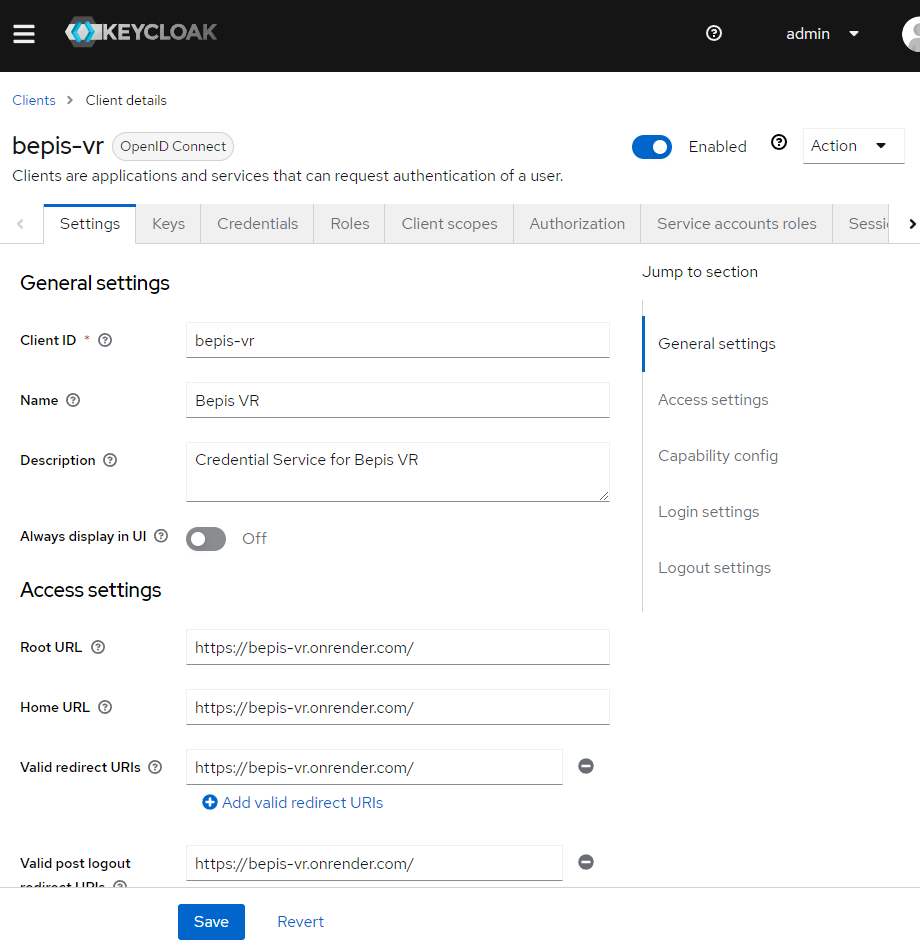 KEYCLOAK
admin
Clients
Client details
bepis-vr
OpenID Connect
Enabled
Action
Clients are applications and services that can request authentication of a user.
Settings
Keys
Credentials
Roles
Client scopes
Authorization
Service accounts roles
Sessi
General settings
Jump to section
Client ID *
bepis-vr
General settings
Name
Bepis VR
Access settings
Description
Credential Service for Bepis VR
Capability config
Login settings
Always display in UI
Off
Logout settings
Access settings
Root URL
https://bepis-vr.onrender.com/
Home URL
https://bepis-vr.onrender.com/
Valid redirect URIs
https://bepis-vr.onrender.com/
Add valid redirect URIs
Valid post logout
redirect URIs
https://bepis-vr.onrender.com/
Save
Revert